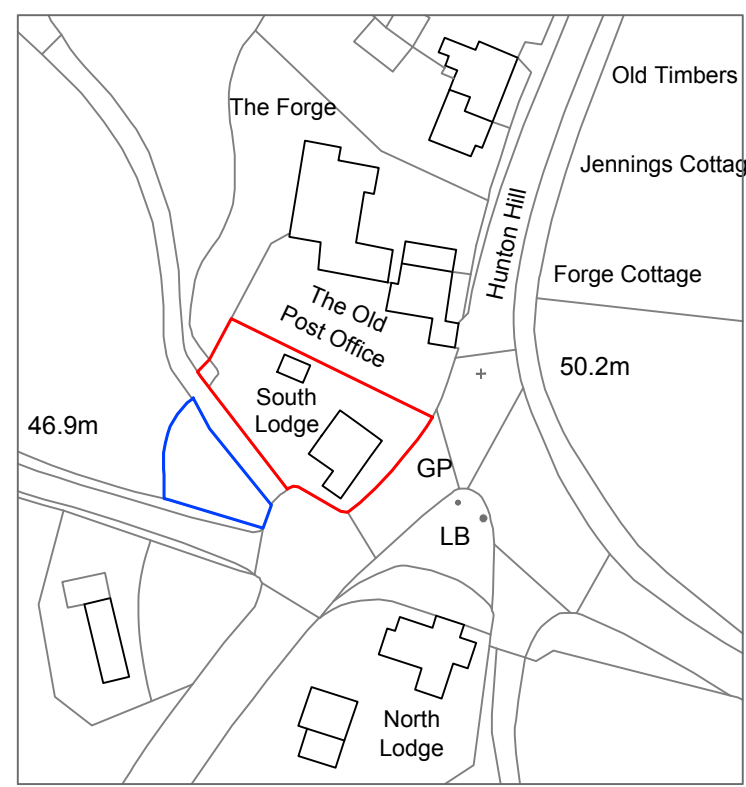 Old Timbers
The Forge
Jennings Cottag
Hunton Hill
Forge Cottage
The Old
Post Office
50.2m
South
Lodge
46.9m
GP
LB
North
Lodge